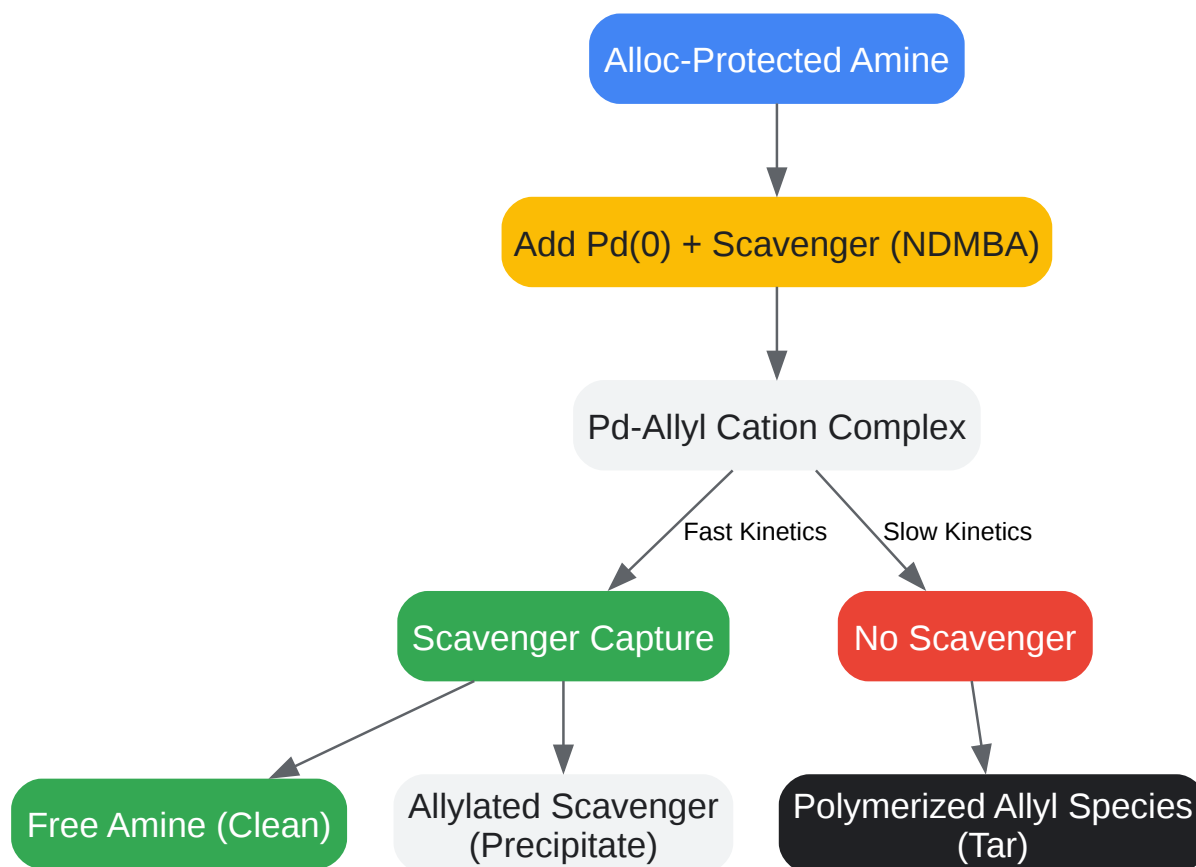 Alloc-Protected Amine
Add Pd(0) + Scavenger (NDMBA)
Pd-Allyl Cation Complex
Fast Kinetics
Slow Kinetics
Scavenger Capture
No Scavenger
Free Amine (Clean)
Allylated Scavenger
(Precipitate)
Polymerized Allyl Species
(Tar)